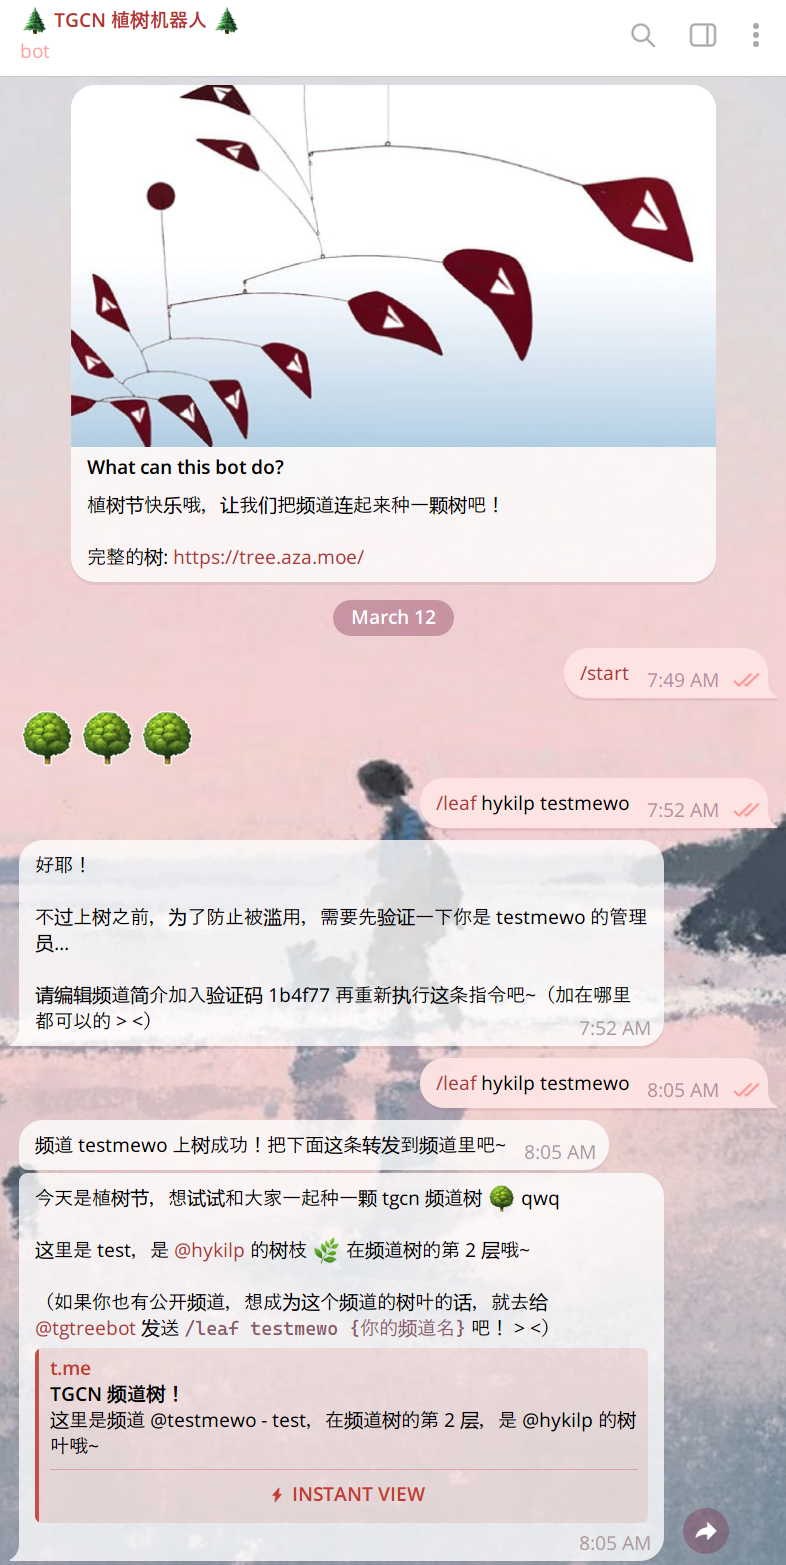 🌲 TGCN 植树机器人 🌲
bot
What can this bot do?
植树节快乐哦，让我们把频道连起来种一颗树吧！
完整的树: https://tree.aza.moe/
March 12
/start 7:49 AM
🌳🌳🌳
/leaf hykilp testmewo 7:52 AM
好耶！
不过上树之前，为了防止被滥用，需要先验证一下你是 testmewo 的管理
员...
请编辑频道简介加入验证码 1b4f77 再重新执行这条指令吧~（加在哪里
都可以的 > <）
7:52 AM
/leaf hykilp testmewo 8:05 AM
频道 testmewo 上树成功！把下面这条转发到频道里吧~ 8:05 AM
今天是植树节，想试试和大家一起种一颗 tgcn 频道树 🌳 qwq
这里是 test，是 @hykilp 的树枝 🌿 在频道树的第 2 层哦~
（如果你也有公开频道，想成为这个频道的树叶的话，就去给
@tgtreebot 发送 /leaf testmewo {你的频道名} 吧！> <）
t.me
TGCN 频道树！
这里是频道 @testmewo - test，在频道树的第 2 层，是 @hykilp 的树
叶哦~
INSTANT VIEW
8:05 AM